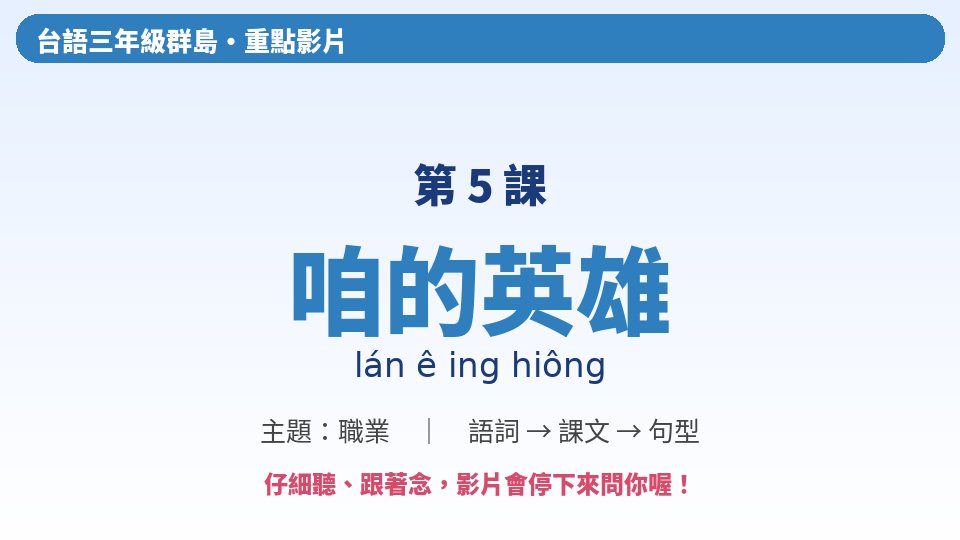 台語三年級群島・重點影片
第 5 課
咱的英雄
lán ê ing hiông
主題：職業　｜　語詞 → 課文 → 句型
仔細聽、跟著念，影片會停下來問你喔！